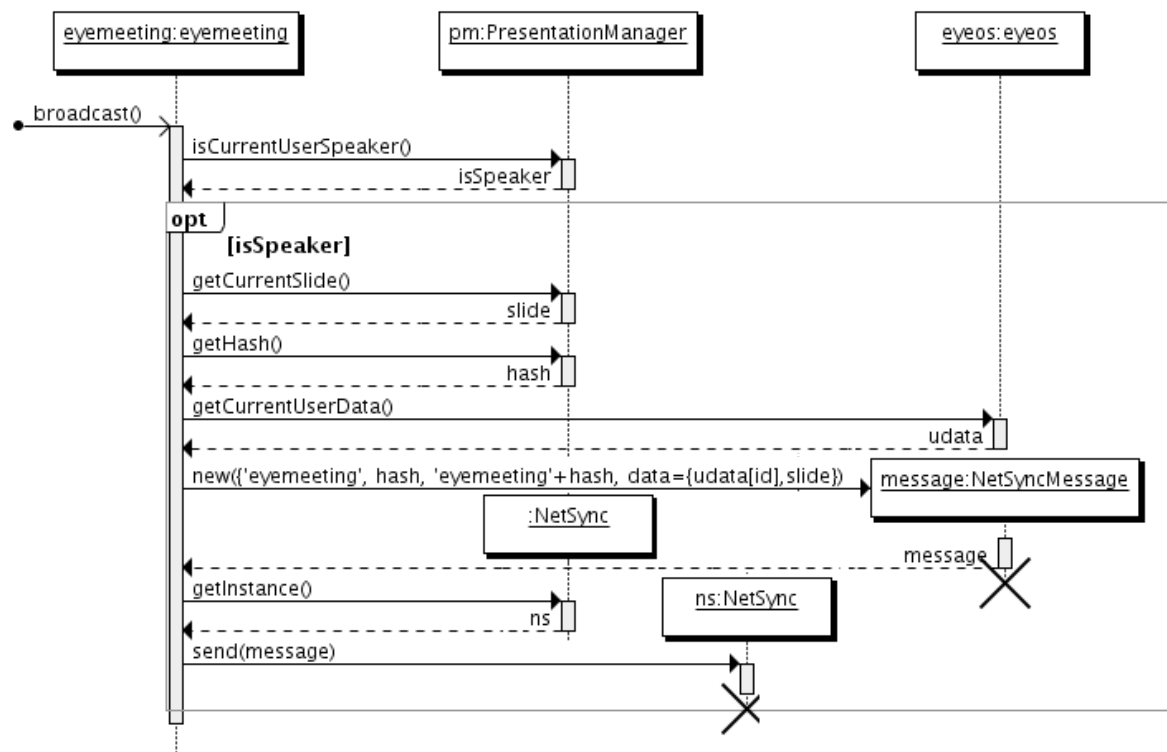 eyemeeting:eyemeeting
pm:PresentationManager
eyeos:eyeos
broadcast()
isCurrentUserSpeaker()
isSpeaker
opt
[isSpeaker]
getCurrentSlide()
slide
getHash()
hash
getCurrentUserData()
udata
new({'eyemeeting', hash, 'eyemeeting'+hash, data={udata[id],slide})
message:NetSyncMessage
:NetSync
message
getInstance()
ns:NetSync
ns
send(message)